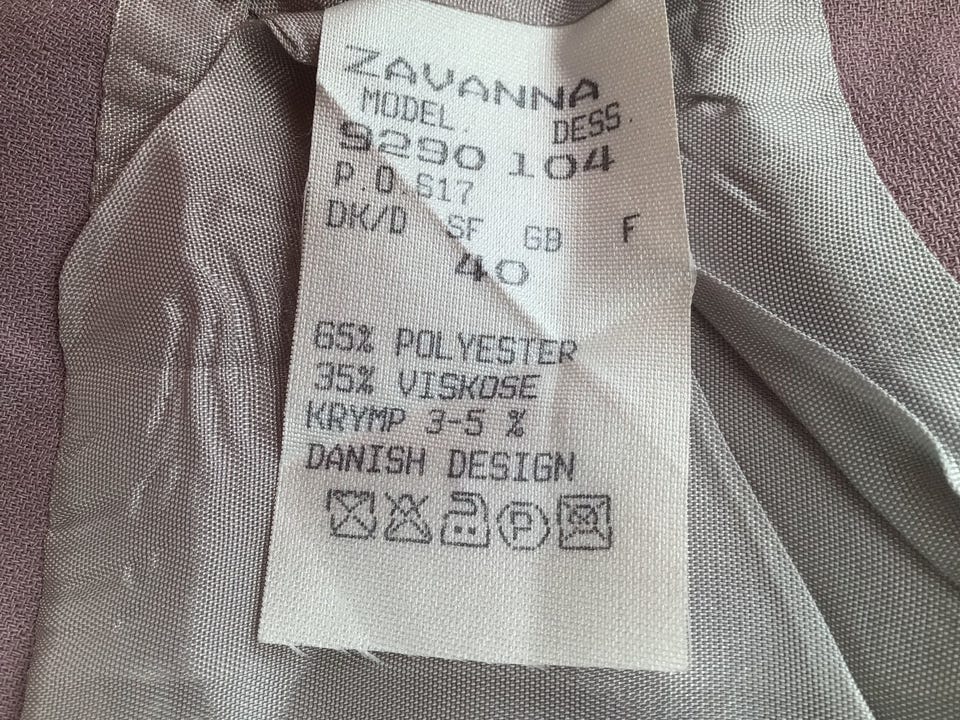 ZAVANNA
MODEL. DESS.
9290 104
P.O 617
DK/D SF GB F
40
65% POLYESTER
35% VISKOSE
KRYMP 3-5 %
DANISH DESIGN
P